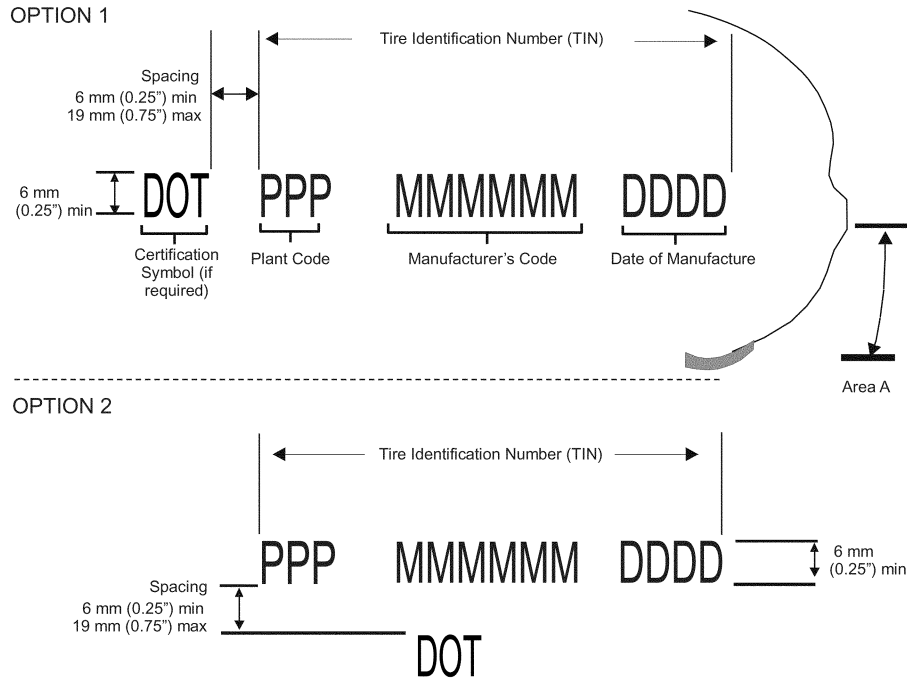 OPTION 1
Tire Identification Number (TIN)
Spacing
6 mm (0.25”) min
19 mm (0.75”) max
6 mm
(0.25”) min
DOT PPP MMMMMM DDDD
Certification
Symbol (if
required)
Plant Code
Manufacturer’s Code
Date of Manufacture
Area A
OPTION 2
Tire Identification Number (TIN)
PPP MMMMMM DDDD
6 mm
(0.25”) min
Spacing
6 mm (0.25”) min
19 mm (0.75”) max
DOT